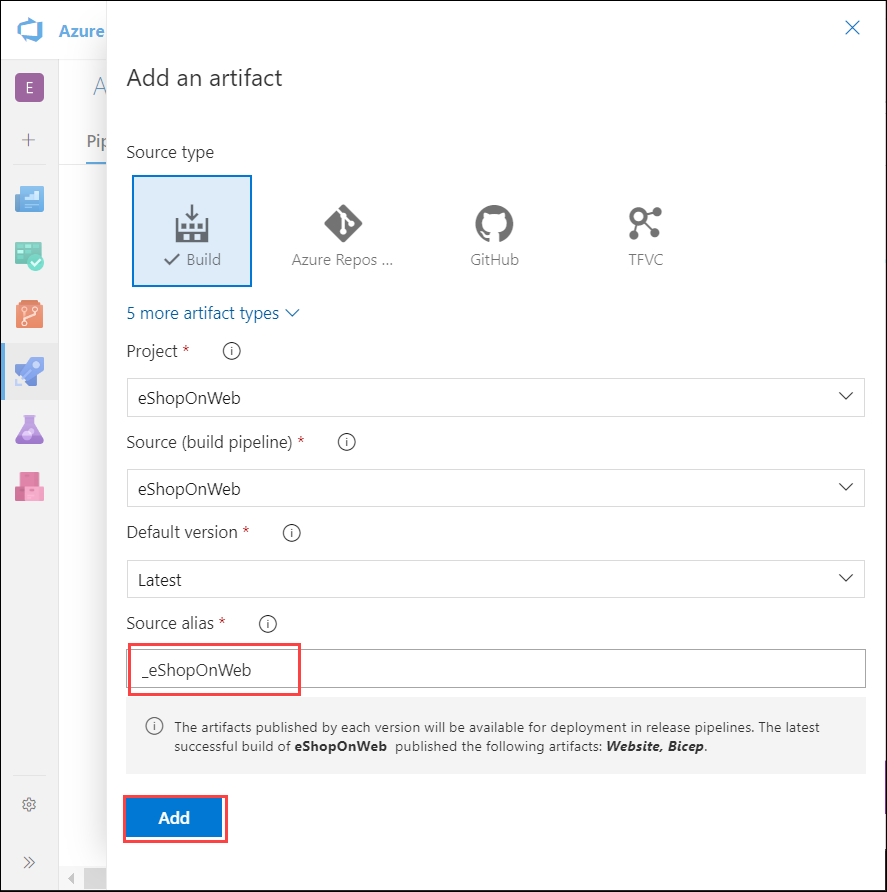 Azure
E
A
Pip
Add an artifact
Source type
Build
Azure Repos ...
GitHub
TFVC
5 more artifact types
Project *
eShopOnWeb
Source (build pipeline) *
eShopOnWeb
Default version *
Latest
Source alias *
_eShopOnWeb
The artifacts published by each version will be available for deployment in release pipelines. The latest
successful build of eShopOnWeb published the following artifacts: Website, Bicep.
Add